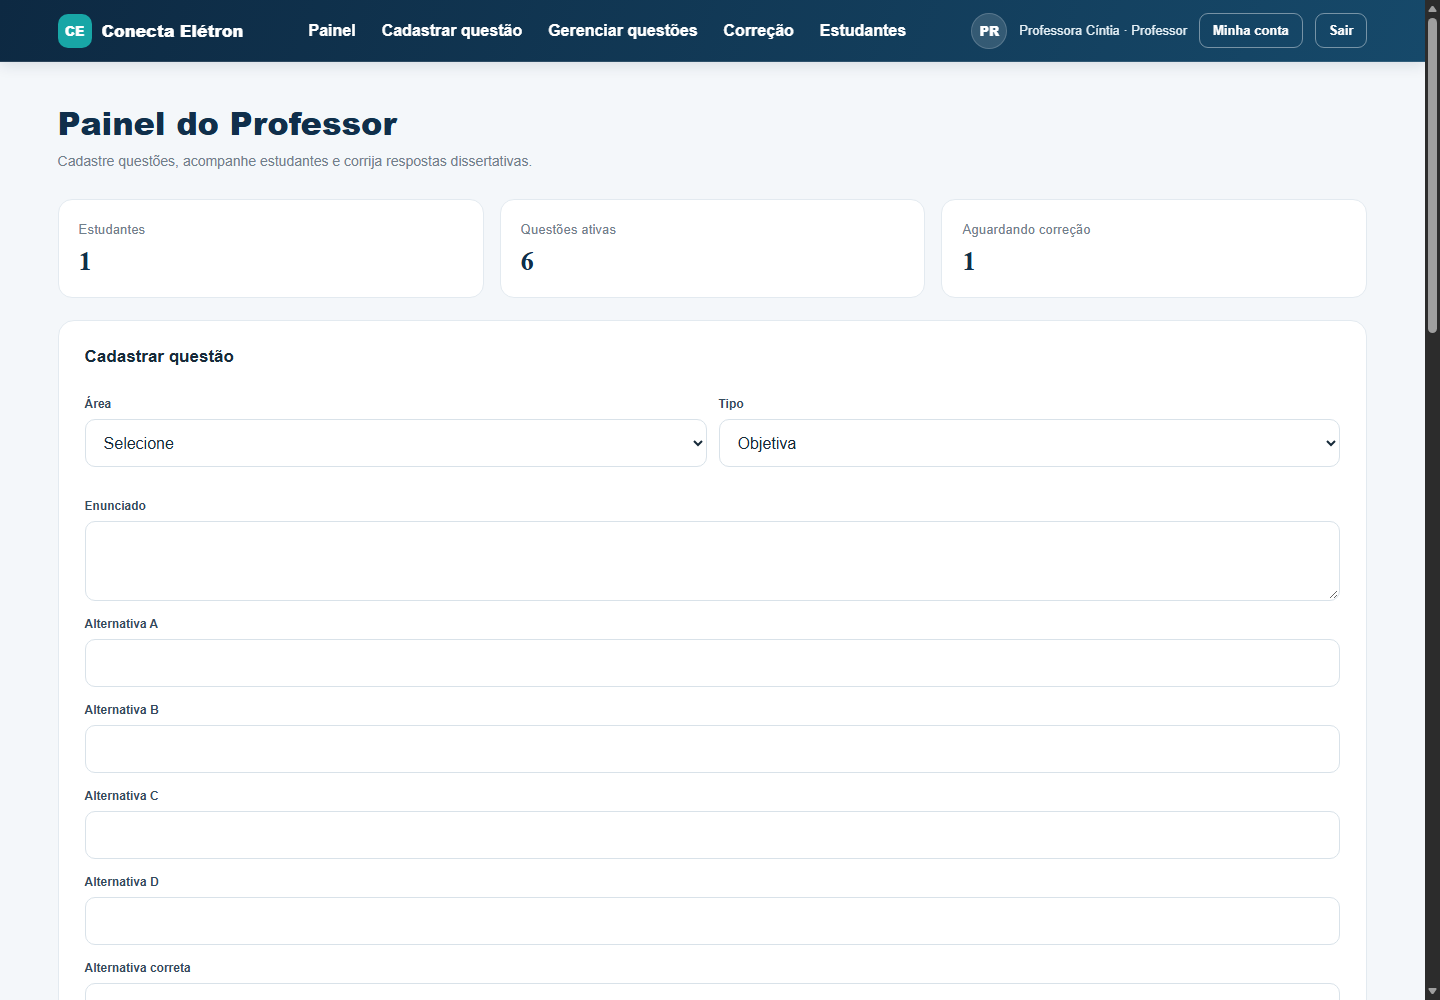 CE Conecta Elétron Painel Cadastrar questão Gerenciar questões Correção Estudantes PR Professora Cíntia · Professor Minha conta Sair
Painel do Professor
Cadastre questões, acompanhe estudantes e corrija respostas dissertativas.
Estudantes Questões ativas Aguardando correção
1 6 1
Cadastrar questão
Área Tipo
Selecione Objetiva
Enunciado
Alternativa A
Alternativa B
Alternativa C
Alternativa D
Alternativa correta